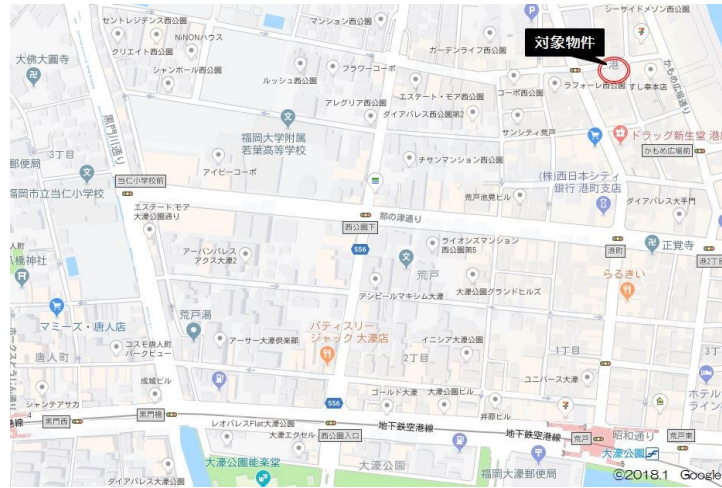 セントレジデンス西公園
マンション西公園
シーサイドメゾン西公園
NiNONハウス
クリエイト西公園
ガーデンライフ西公園
対象物件
大佛大圓寺
シャンボール西公園
フラワーコーポ
港
ルッシュ西公園
エステート・モア西公園
コーポ西公園
ラフォーレ西公園
すし幸本店
かもめ広場通り
アレグリア西公園
ダイアパレス西公園第2
黒門川通り
福岡大学附属
若葉高等学校
サンシティ荒戸
ドラッグ新生堂 港
かもめ広場前
3丁目
郵便局
チサンマンション西公園
アイビーコーポ
当仁小学校前
福岡市立当仁小学校
(株)西日本シティ
銀行 港町支店
荒戸池見ビル
ダイアパレス大手門
エステートモア
大濠公園通り
那の津通り
西公園下
556
ライオンズマンション
西公園第5
港町
正覚寺
港2丁目
アーバンパレス
アクス大濠2
人町
八橋神社
荒戸
らるきい
アンピールマキシム大濠
大濠公園グランドヒルズ
マミーズ・唐人店
荒戸湯
パティスリー
ジャック 大濠店
コスモ唐人町
パークビュー
アーサー大濠倶楽部
イニシア大濠公園
唐人町
2丁目
1丁目
3丁
成城ビル
ユニバース大濠
ホテル
ライン
シャンテアサカ
556
ゴールド大濠
大濠公園ビル
黒門西
黒門橋
レオパレスFlat大濠公園
井原ビル
地下鉄空港線
地下鉄空港線
大濠エクセル
西公園入口
荒戸
昭和通り
荒戸東
大濠公園
大濠公園能楽堂
大濠公園
福岡大濠郵便局
ダイアパレス大濠公園
©2018.1 Google